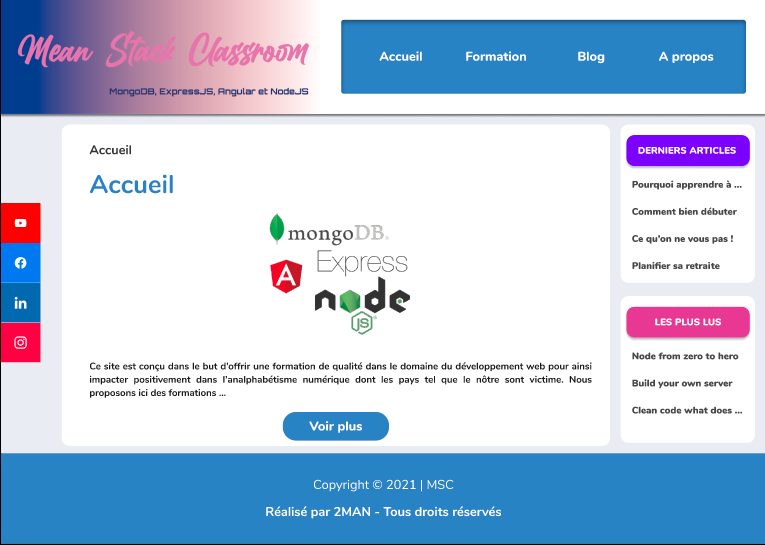 Mean Stack Classroom
MongoDB, ExpressJS, Angular et NodeJS
Accueil
Formation
Blog
A propos
Accueil
Accueil
mongoDB.
Express
A
node
JS
Ce site est conçu dans le but d'offrir une formation de qualité dans le domaine du développement web pour ainsi
impacter positivement dans l'analphabétisme numérique dont les pays tel que le nôtre sont victime. Nous
proposons ici des formations ...
Voir plus
DERNIERS ARTICLES
Pourquoi apprendre à ...
Comment bien débuter
Ce qu'on ne vous pas !
Planifier sa retraite
LES PLUS LUS
Node from zero to hero
Build your own server
Clean code what does ...
in
Copyright © 2021 | MSC
Réalisé par 2MAN - Tous droits réservés